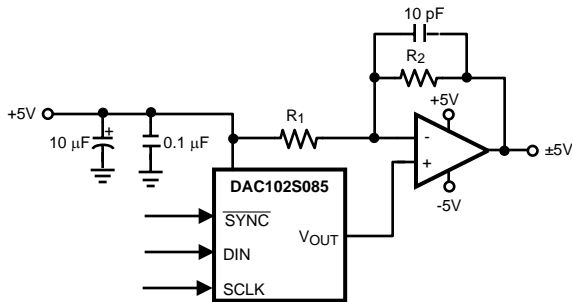 10 pF
R2
+5V
R1
+5V
10 µF
+
0.1 µF
-
+
±5V
-5V
DAC102S085
SYNC
VOUT
DIN
SCLK